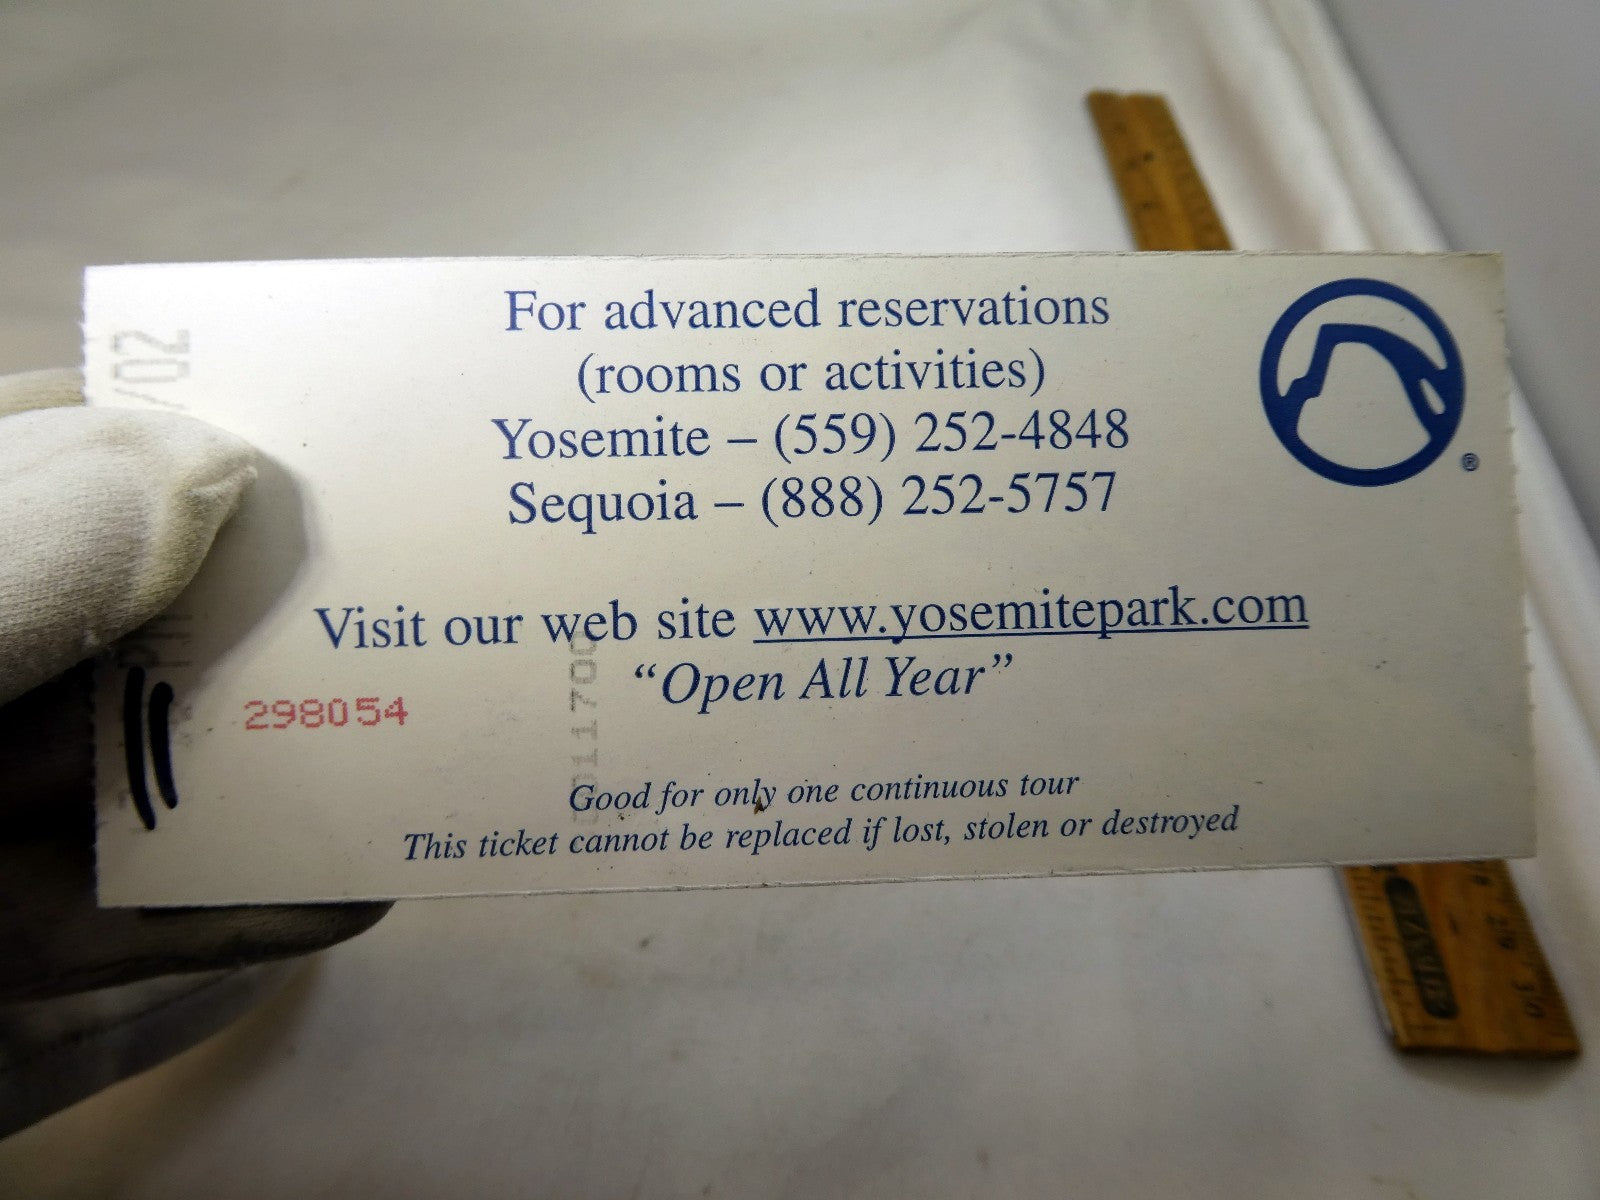 For advanced reservations
(rooms or activities)
Yosemite – (559) 252-4848
Sequoia – (888) 252-5757
®
Visit our web site www.yosemitepark.com
“Open All Year”
298054
Good for only one continuous tour
This ticket cannot be replaced if lost, stolen or destroyed
/02